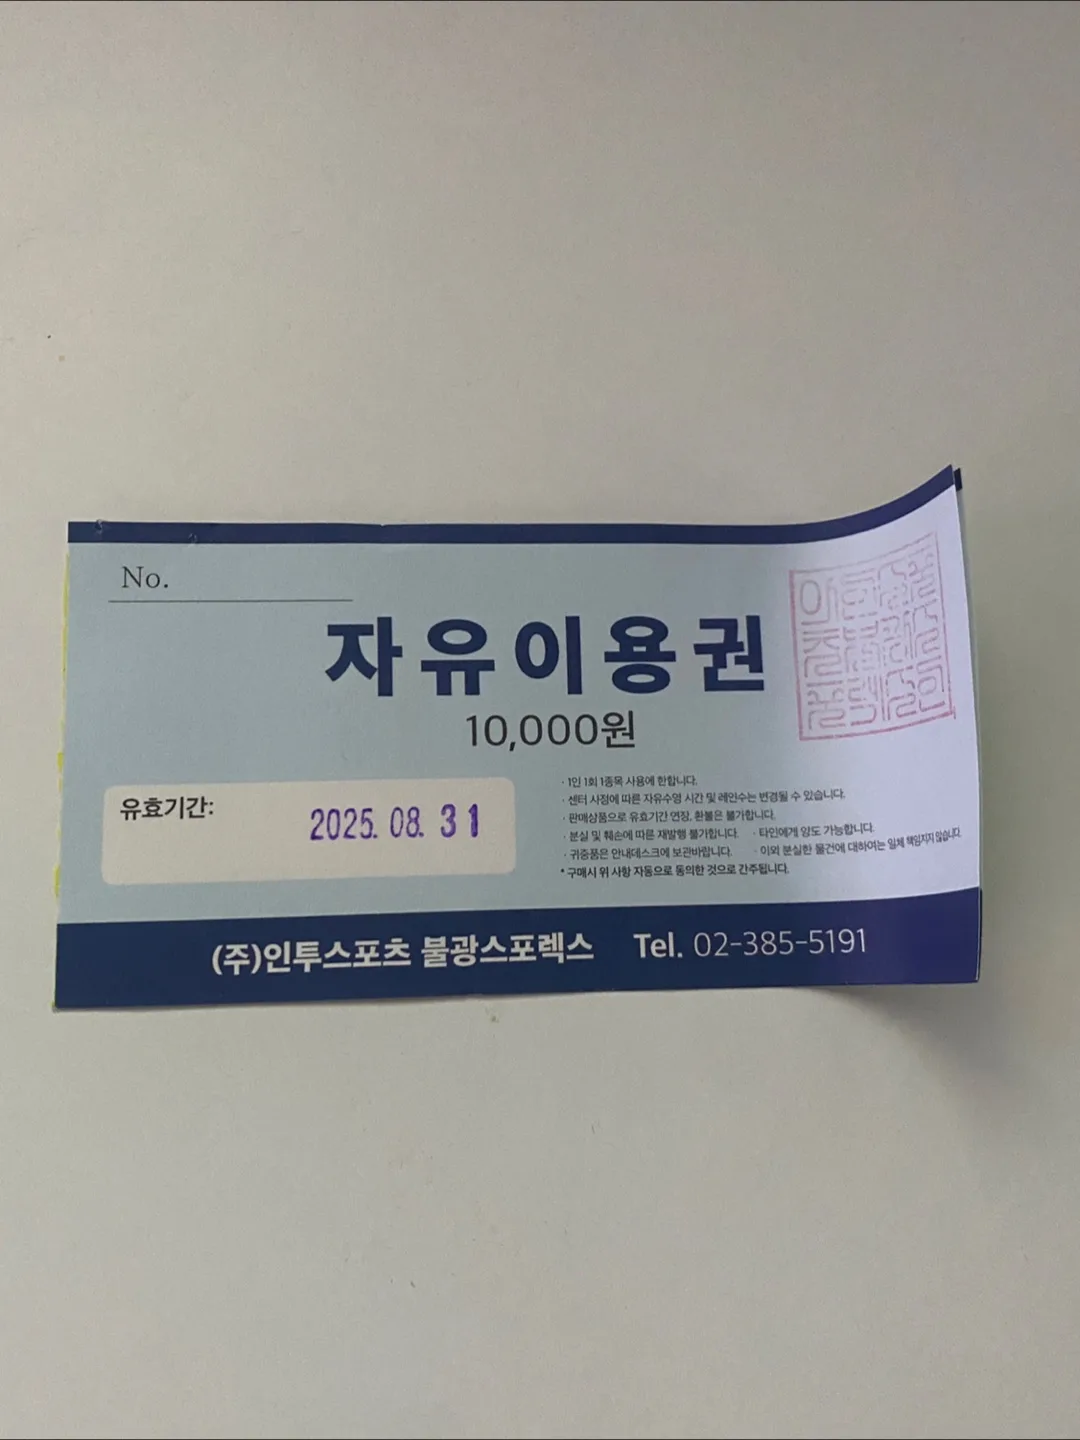 No.
자유이용권
10,000원
유효기간:
2025. 08. 31
· 1인 1회 1종목 사용에 한합니다.
· 센터 사정에 따른 자유수영 시간 및 레인수는 변경될 수 있습니다.
· 판매상품으로 유효기간 연장, 환불은 불가합니다.
· 분실 및 훼손에 따른 재발행 불가합니다. · 타인에게 양도 가능합니다.
· 귀중품은 안내데스크에 보관바랍니다. · 이외 분실한 물건에 대하여는 일체 책임지지 않습니다.
* 구매시 위 사항 자동으로 동의한 것으로 간주됩니다.
(주)인투스포츠 불광스포렉스 Tel. 02-385-5191